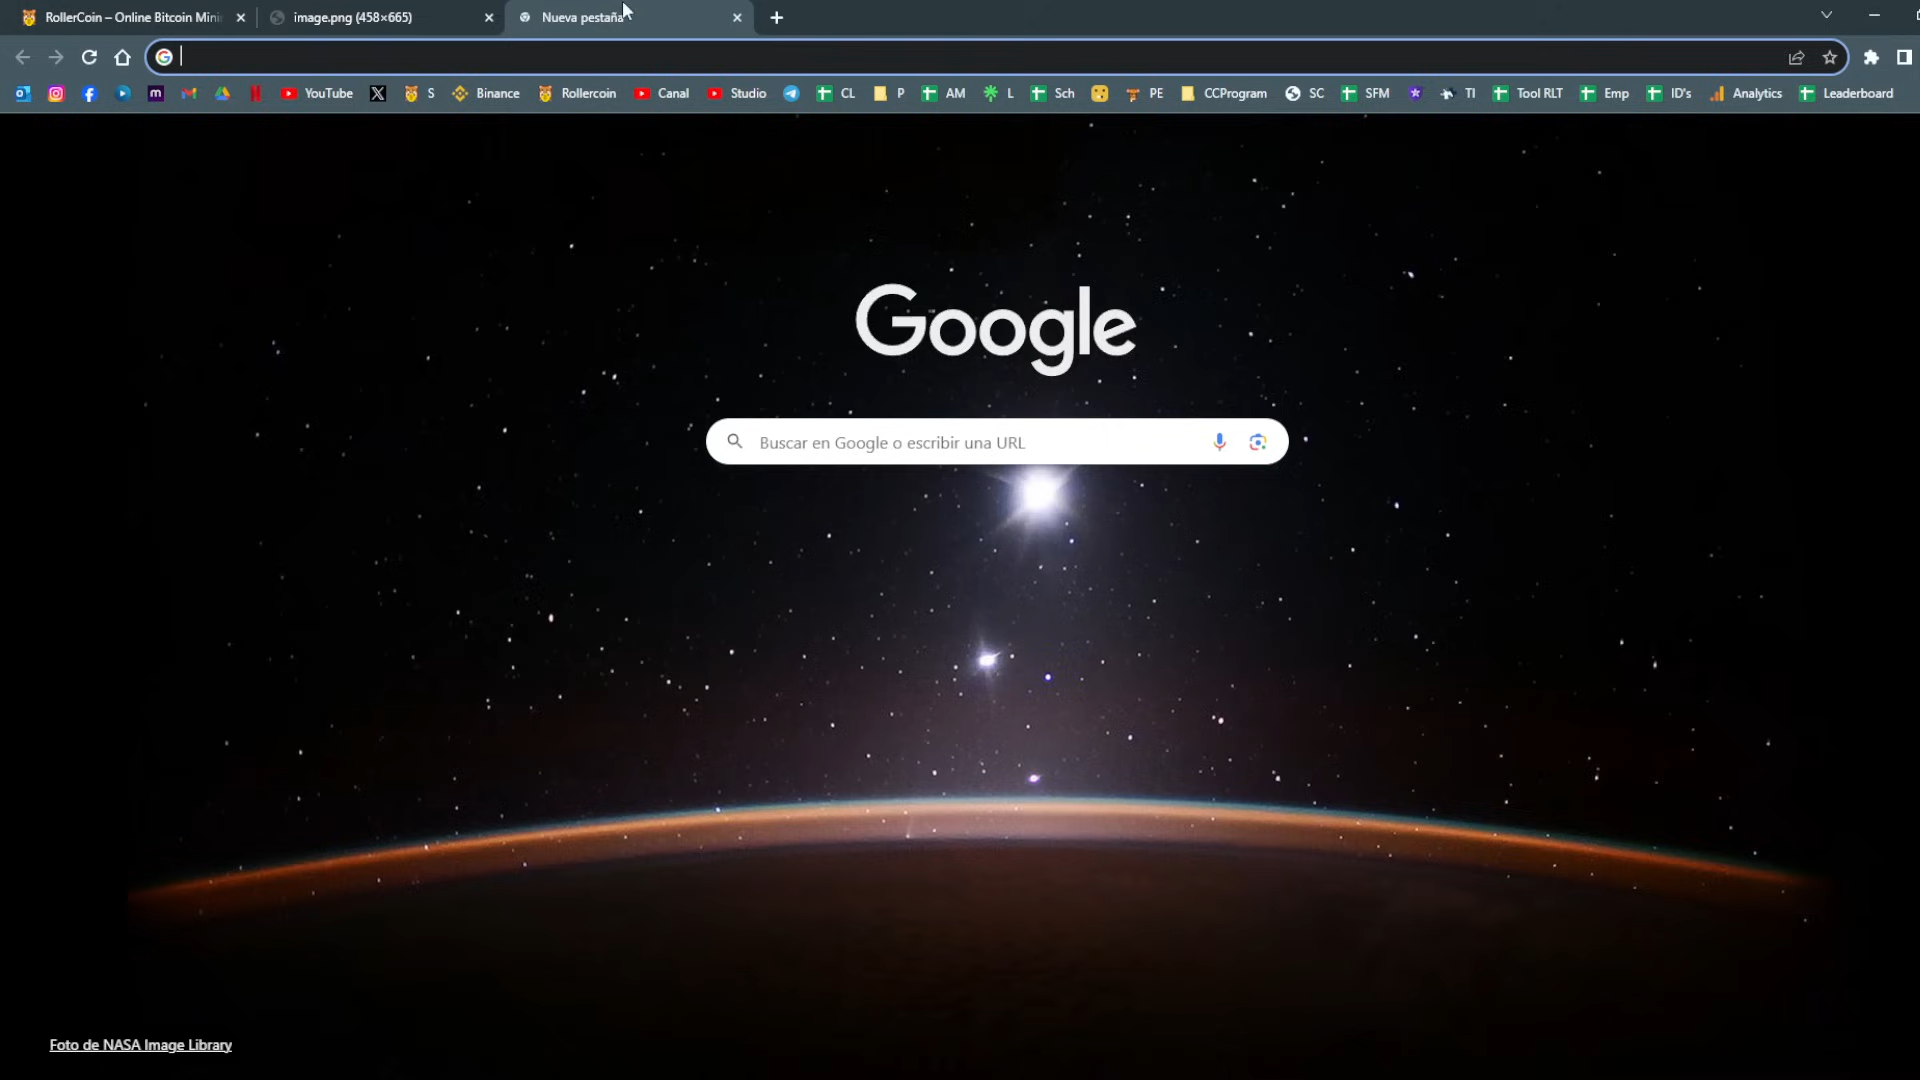 RollerCoin – Online Bitcoin Mini
image.png (458×665)
Nueva pestaña
YouTube
S
Binance
Rollercoin
Canal
Studio
CL
P
AM
L
Sch
PE
CCProgram
SC
SFM
TI
Tool RLT
Emp
ID's
Analytics
Leaderboard
Google
Buscar en Google o escribir una URL
Foto de NASA Image Library